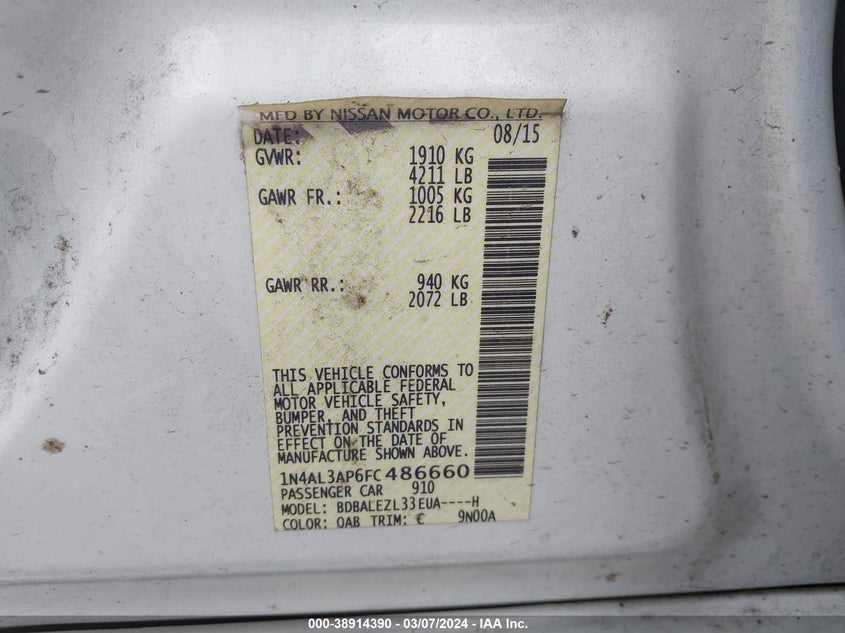 MFD BY NISSAN MOTOR CO., LTD.
DATE: 08/15
GVWR: 1910 KG
4211 LB
GAWR FR.: 1005 KG
2216 LB
GAWR RR.: 940 KG
2072 LB
THIS VEHICLE CONFORMS TO
ALL APPLICABLE FEDERAL
MOTOR VEHICLE SAFETY,
BUMPER, AND THEFT
PREVENTION STANDARDS IN
EFFECT ON THE DATE OF
MANUFACTURE SHOWN ABOVE.
1N4AL3AP6FC486660
PASSENGER CAR 910
MODEL: BDBALEZL33EUA----H
COLOR: QAB TRIM: 9N00A
000-38914390 - 03/07/2024 - IAA Inc.